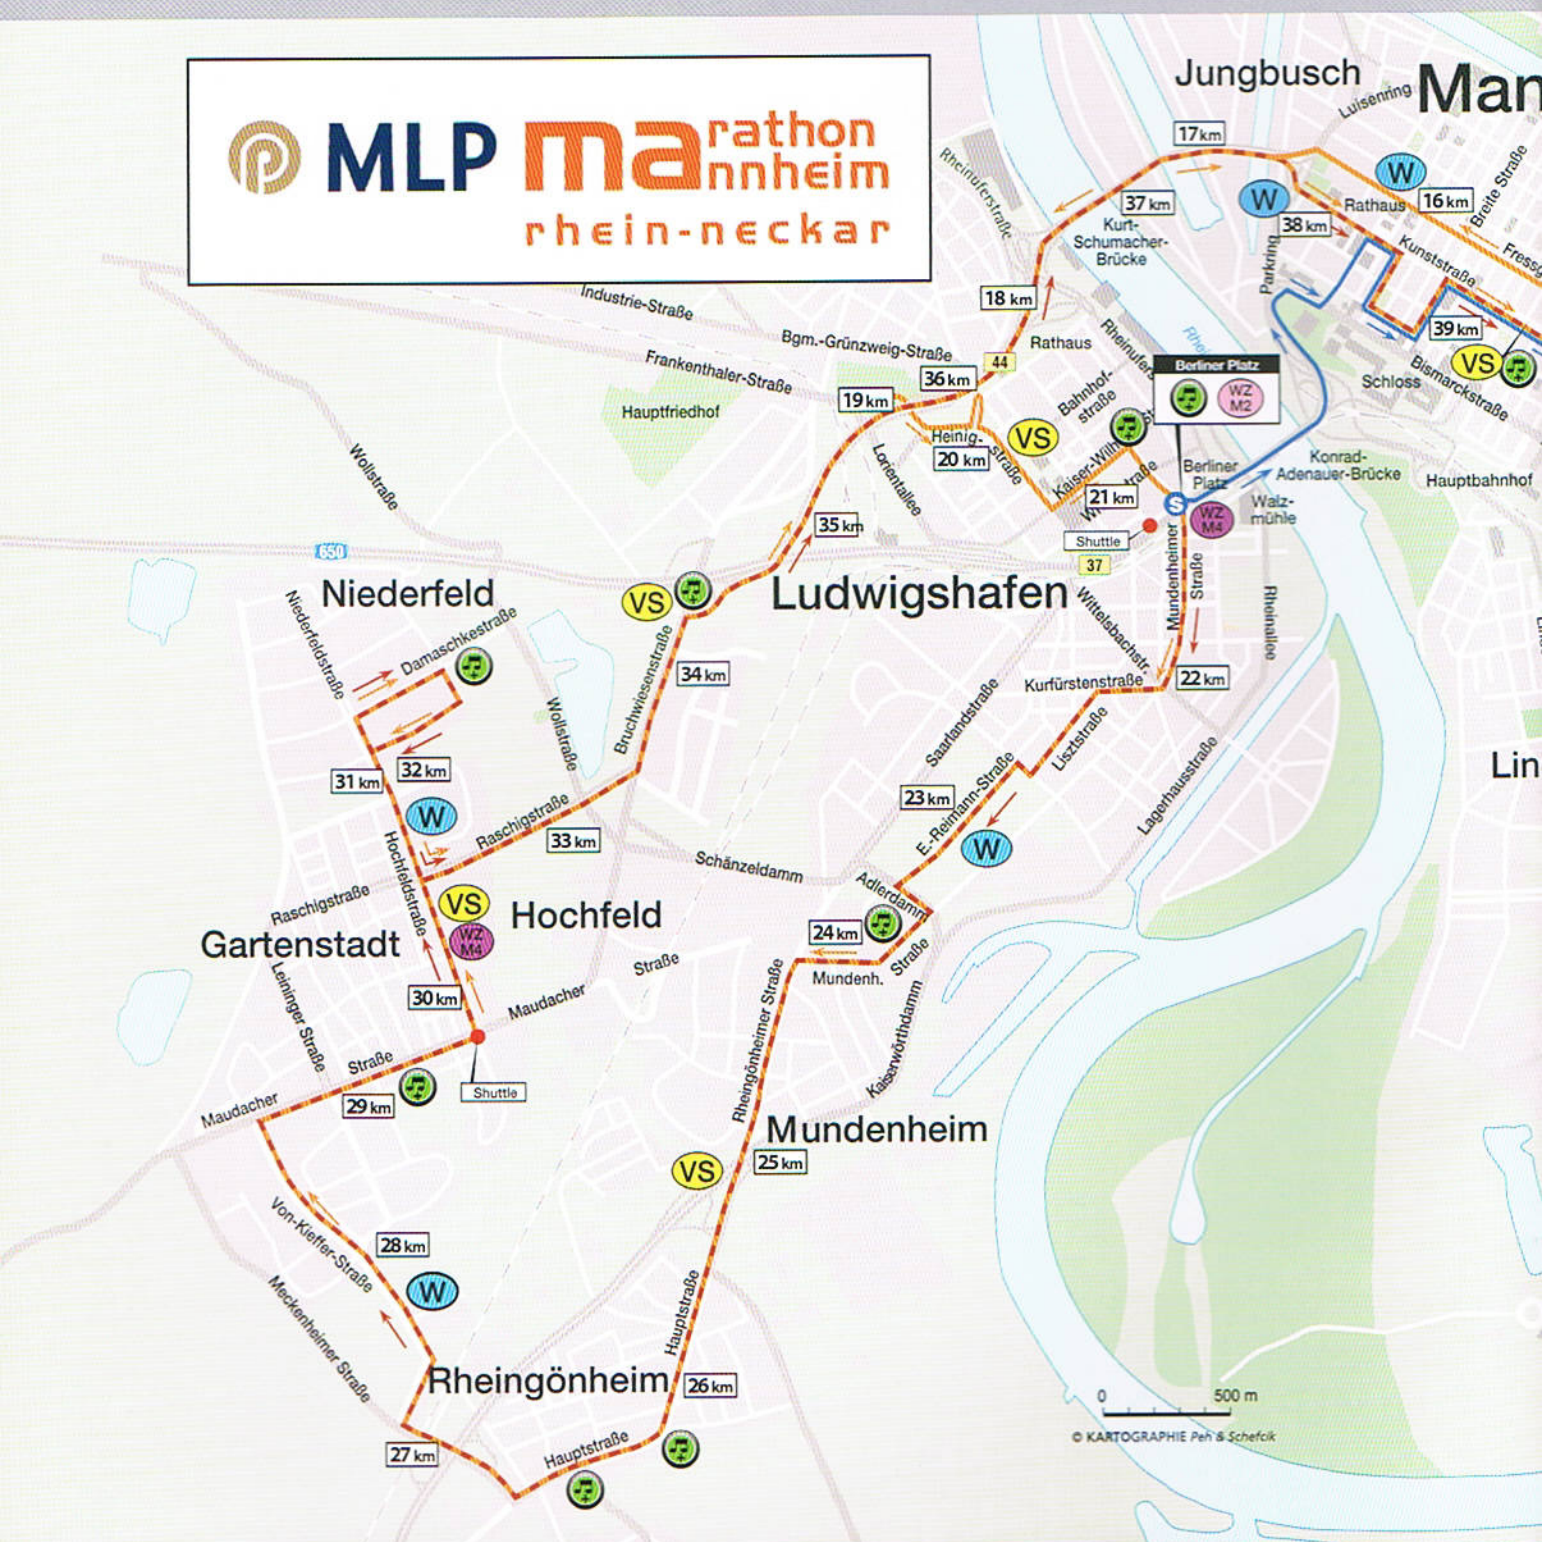 Jungbusch
Man
Luisenring
MLP marathon
mannheim
rhein-neckar
17 km
W
16 km
Breite Straße
Rheinuferstraße
37 km
W
Rathaus
38 km
Kurt-
Schumacher-
Brücke
Parkring
Kunststraße
Fressg
Industrie-Straße
18 km
39 km
Rathaus
Bgm.-Grünzweig-Straße
44
Rhei
VS
Bismarckstraße
Schloss
Frankenthaler-Straße
36 km
Berliner Platz
WZ
M2
Hauptfriedhof
19 km
Bahnhof-
straße
Heinig-
straße
VS
20 km
Lorientallee
Wollstraße
Kaiser-Wilh
21 km
Berliner
Platz
Konrad-
Adenauer-Brücke
Hauptbahnhof
S
WZ
M4
Walz-
mühle
35 km
Shuttle
37
650
Niederfeld
Ludwigshafen
VS
Mundenheimer
Straße
Rheinallee
Niederfeldstraße
Damaschkestraße
Wittelsbachstr.
34 km
Bruchwiesenstraße
Kurfürstenstraße
22 km
Saarlandstraße
Lisztstraße
Wollstraße
Lin
31 km
32 km
Lagerhausstraße
23 km
E.-Reimann-Straße
W
W
Raschigstraße
33 km
Hochfeldstraße
Schänzeldamm
Adlerdamm
Raschigstraße
VS
WZ
M4
Hochfeld
Gartenstadt
24 km
Straße
Mundenh.
Straße
Leininger Straße
30 km
Maudacher
Rheingönheimer Straße
Kaiserwörthdamm
Straße
Shuttle
Maudacher
29 km
Mundenheim
25 km
VS
Von-Kieffer-Straße
28 km
W
Meckenheimer Straße
Hauptstraße
Rheingönheim
26 km
0
500 m
27 km
Hauptstraße
© KARTOGRAPHIE Peh & Schefcik